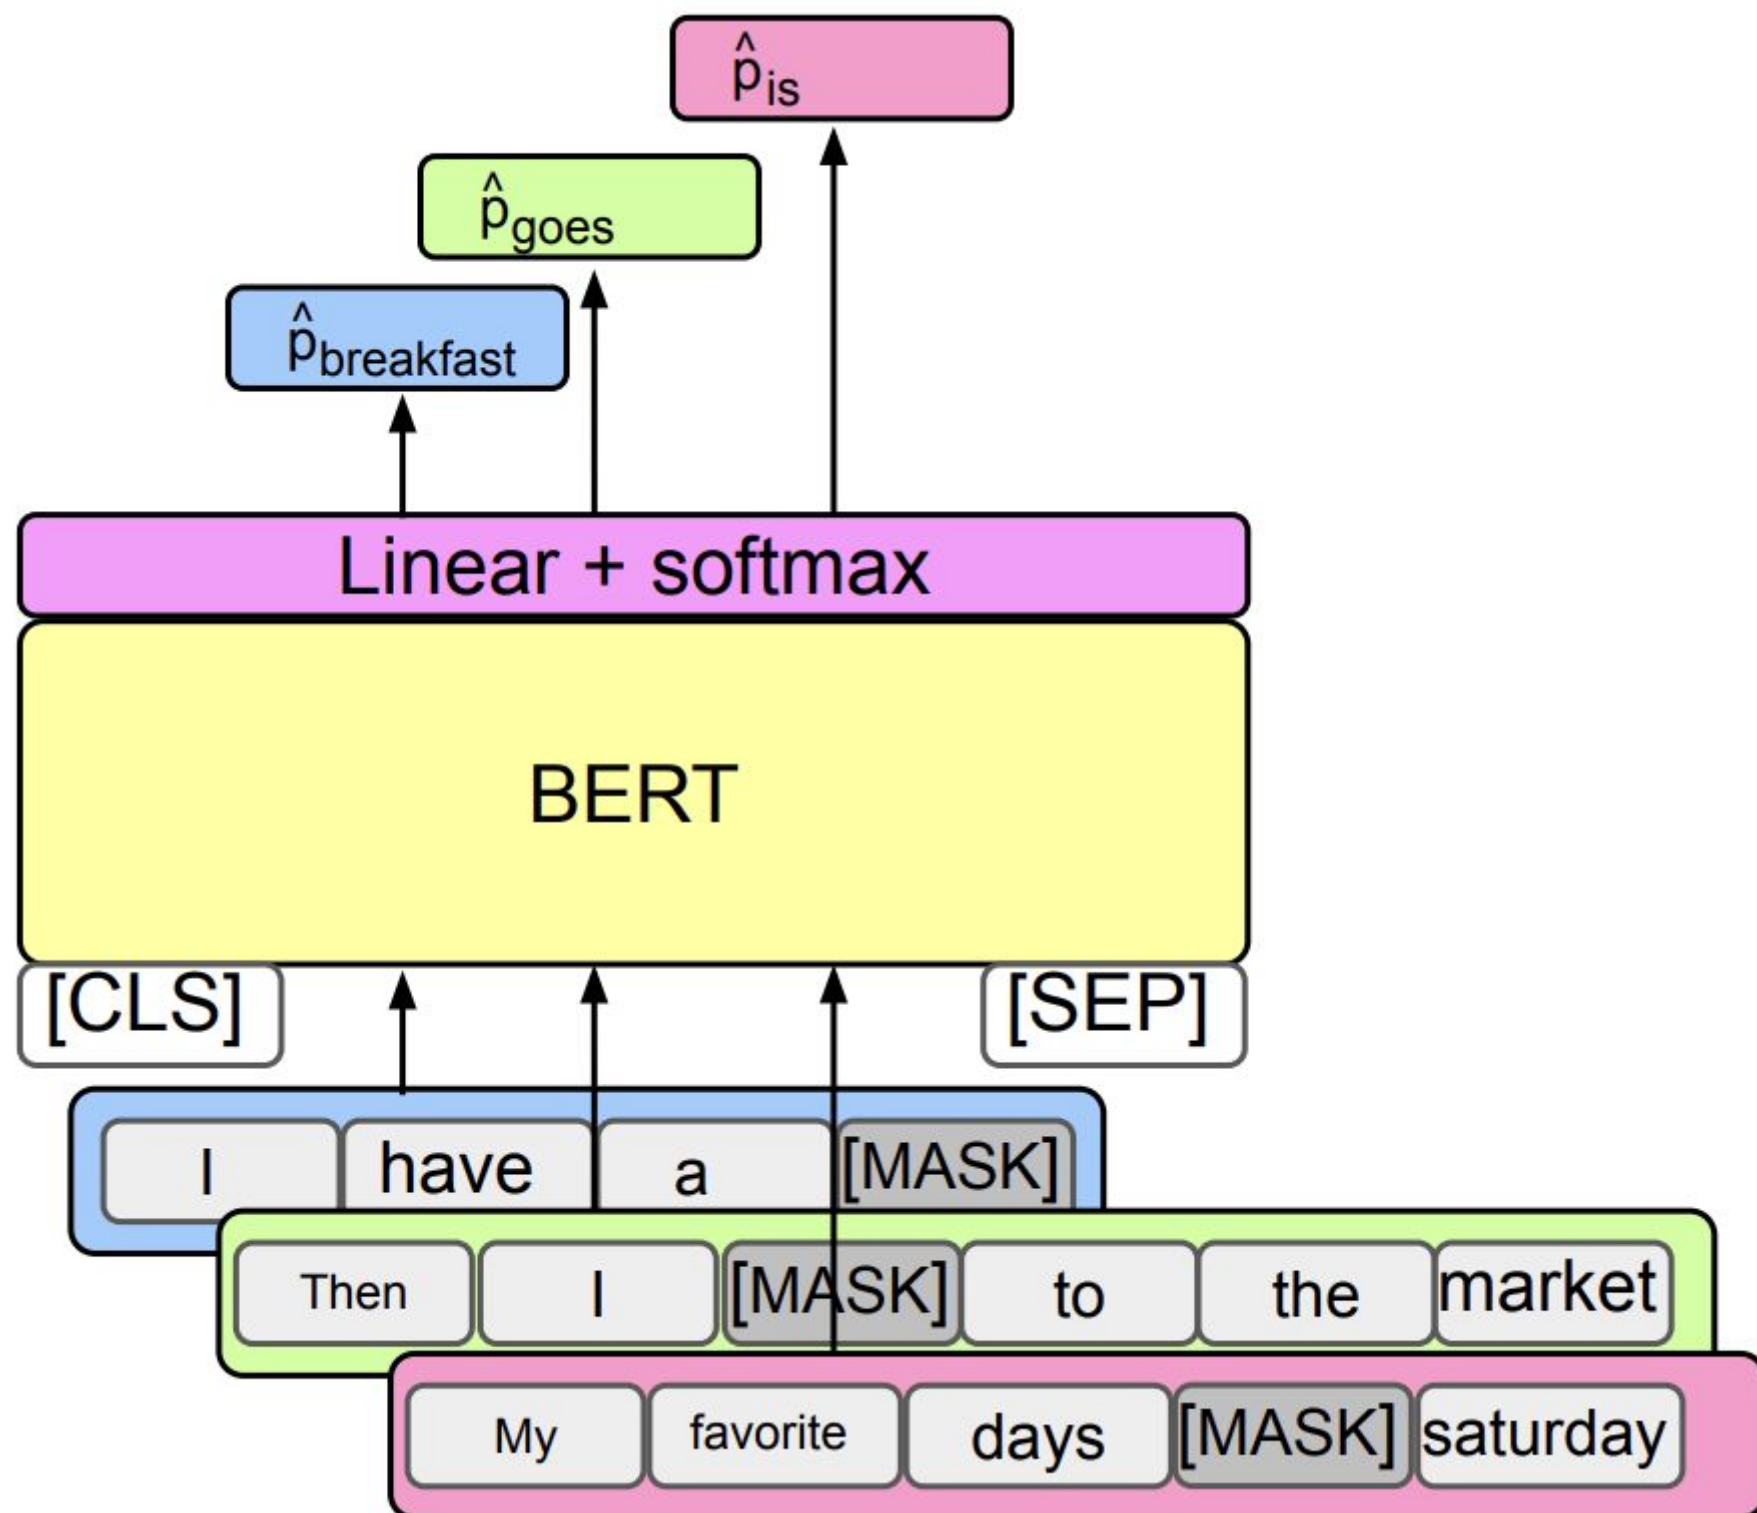 p̂is
p̂goes
p̂breakfast
Linear + softmax
BERT
[CLS] [SEP]
I have a [MASK]
Then I [MASK] to the market
My favorite days [MASK] saturday